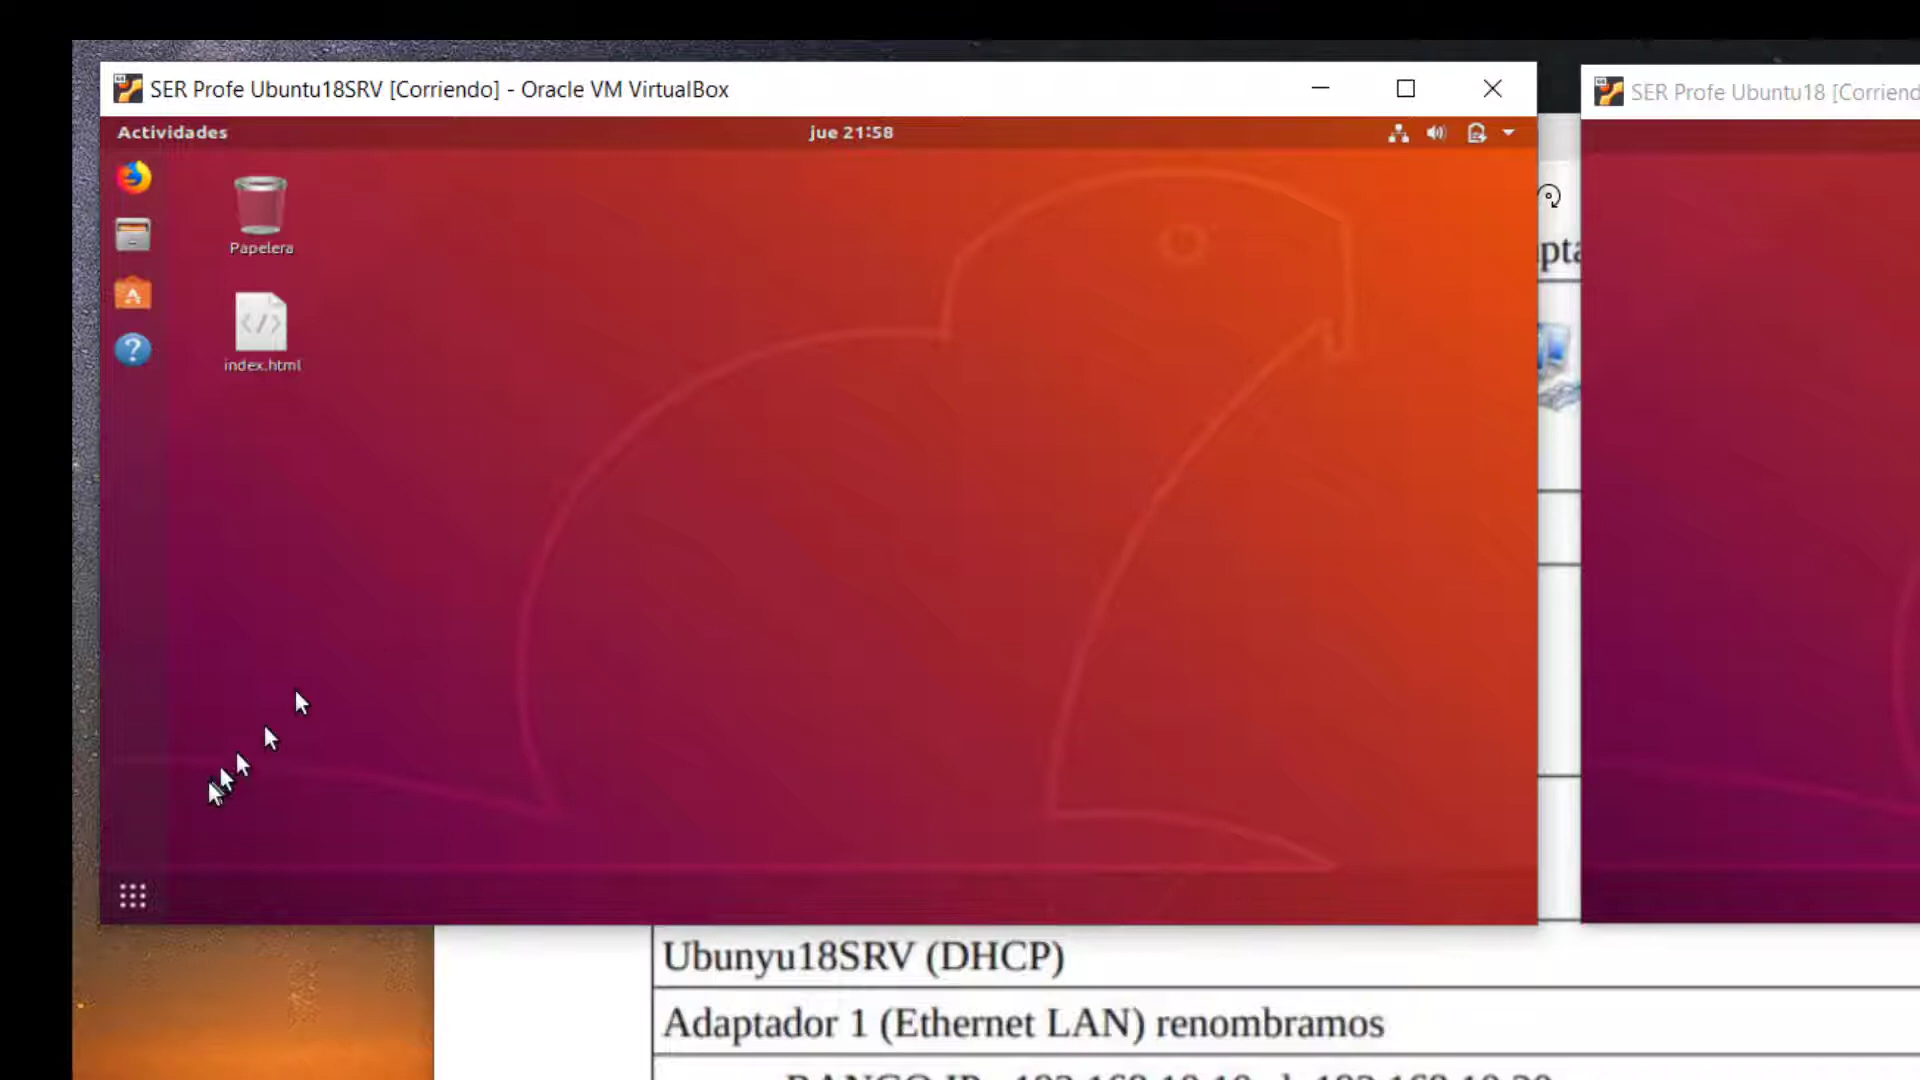 SER Profe Ubuntu18SRV [Corriendo] - Oracle VM VirtualBox
SER Profe Ubuntu18 [Corriend
Actividades
jue 21:58
Papelera
index.html
pta
Ubunyu18SRV (DHCP)
Adaptador 1 (Ethernet LAN) renombramos